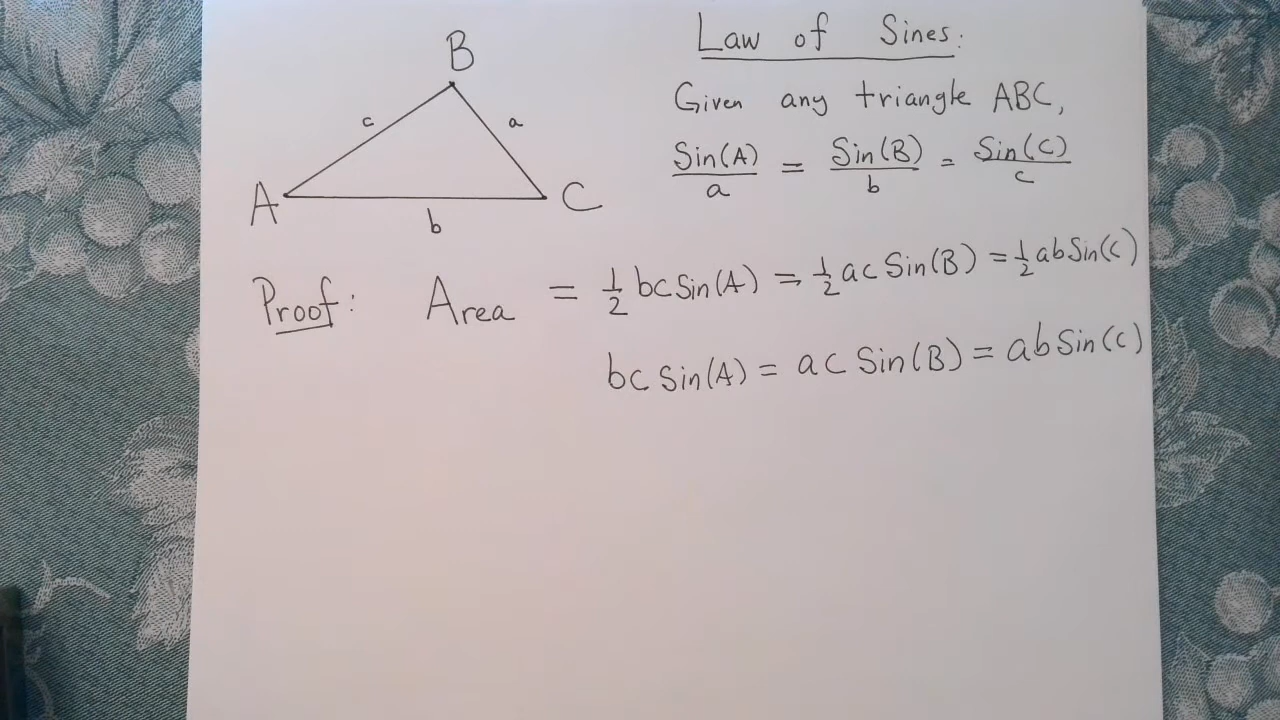 Law of Sines:
Given any triangle ABC,
Sin(A)/a = Sin(B)/b = Sin(C)/c
B
c
a
A
C
b
Proof: Area = 1/2 bc Sin(A) = 1/2 ac Sin(B) = 1/2 ab Sin(C)
bc Sin(A) = ac Sin(B) = ab Sin(C)